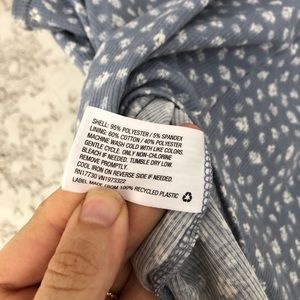 SHELL: 95% POLYESTER / 5% SPANDEX
LINING: 60% COTTON / 40% POLYESTER
MACHINE WASH COLD WITH LIKE COLORS,
GENTLE CYCLE. ONLY NON-CHLORINE
BLEACH IF NEEDED. TUMBLE DRY LOW.
REMOVE PROMPTLY.
COOL IRON ON REVERSE SIDE IF NEEDED.
RN17730 VN1973322
LABEL MADE FROM 100% RECYCLED PLASTIC